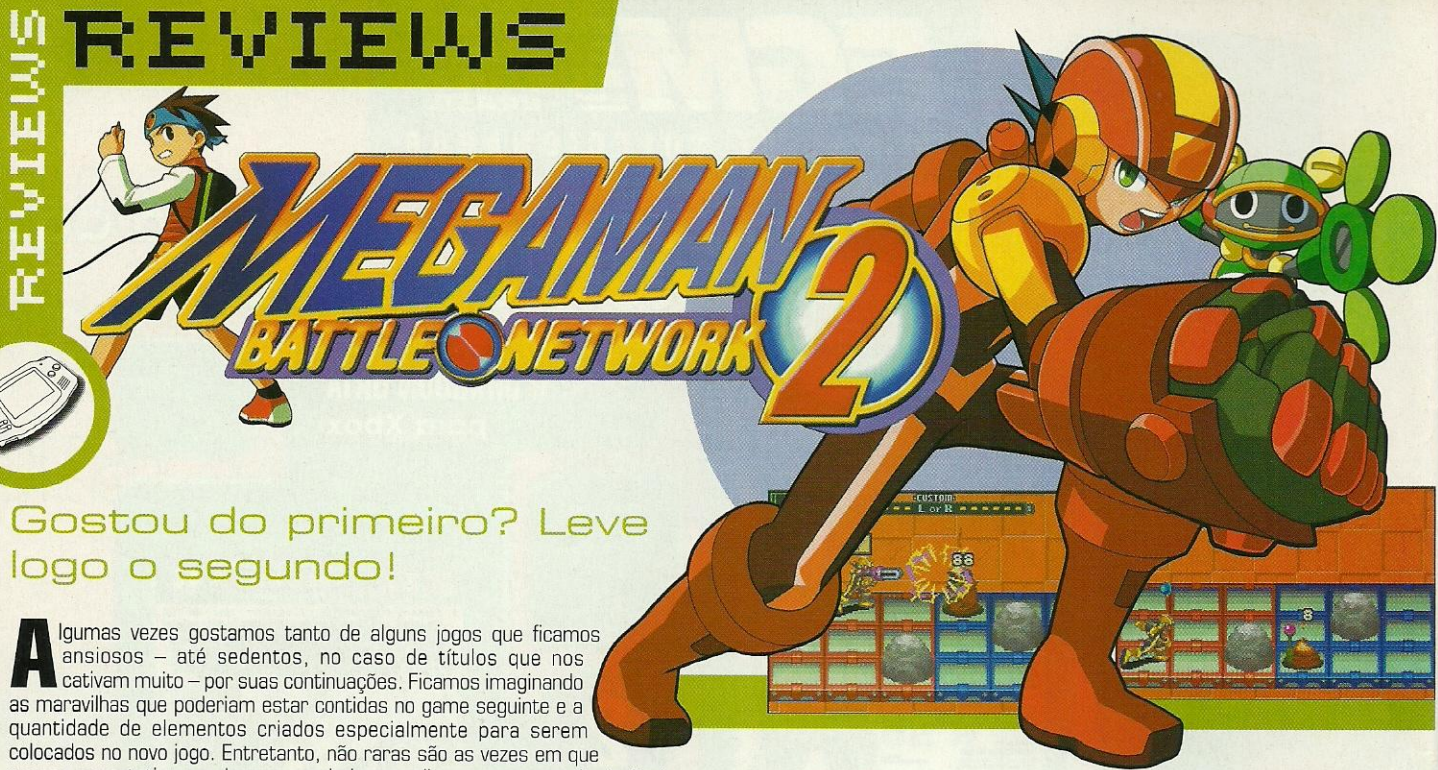 REVIEWS
REVIEWS
MEGAMAN
BATTLE NETWORK 2
Gostou do primeiro? Leve
logo o segundo!
Algumas vezes gostamos tanto de alguns jogos que ficamos
ansiosos – até sedentos, no caso de títulos que nos
cativam muito – por suas continuações. Ficamos imaginando
as maravilhas que poderiam estar contidas no game seguinte e a
quantidade de elementos criados especialmente para serem
colocados no novo jogo. Entretanto, não raras são as vezes em que
CUSTOM
L or R
88
8